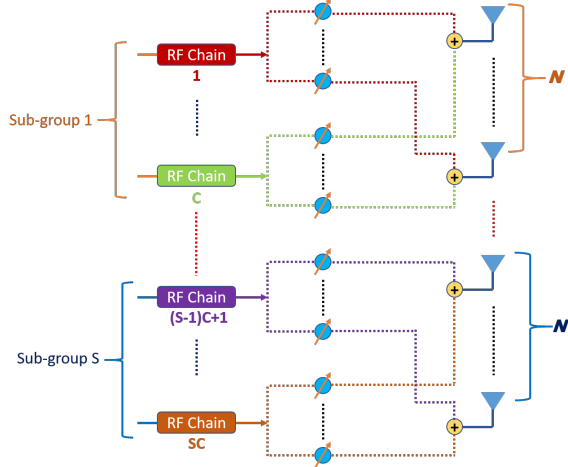 RF Chain
1
N
Sub-group 1
RF Chain
C
RF Chain
(S-1)C+1
N
Sub-group S
RF Chain
SC
+
+
+
+